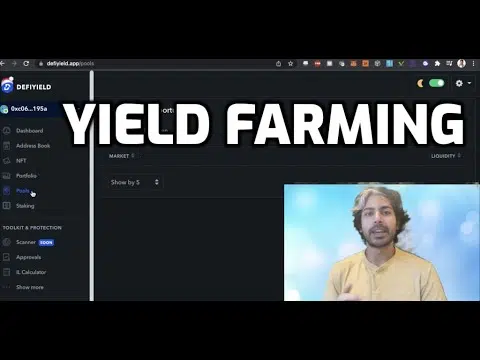 defiyield.app/pools
DEFIYIELD
0xc06...195a
YIELD FARMING
Dashboard
Address Book
NFT
Portfolio
Pools
Staking
MARKET
LIQUIDITY
Show by 5
TOOLKIT & PROTECTION
Scanner SOON
Approvals
IL Calculator
Show more